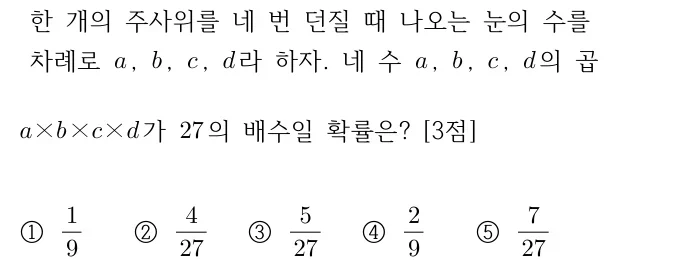 한 개의 주사위를 네 번 던질 때 나오는 눈의 수를
차례로 a, b, c, d라 하자. 네 수 a, b, c, d의 곱
a×b×c×d가 27의 배수일 확률은? [3점]
① 1/9 ② 4/27 ③ 5/27 ④ 2/9 ⑤ 7/27